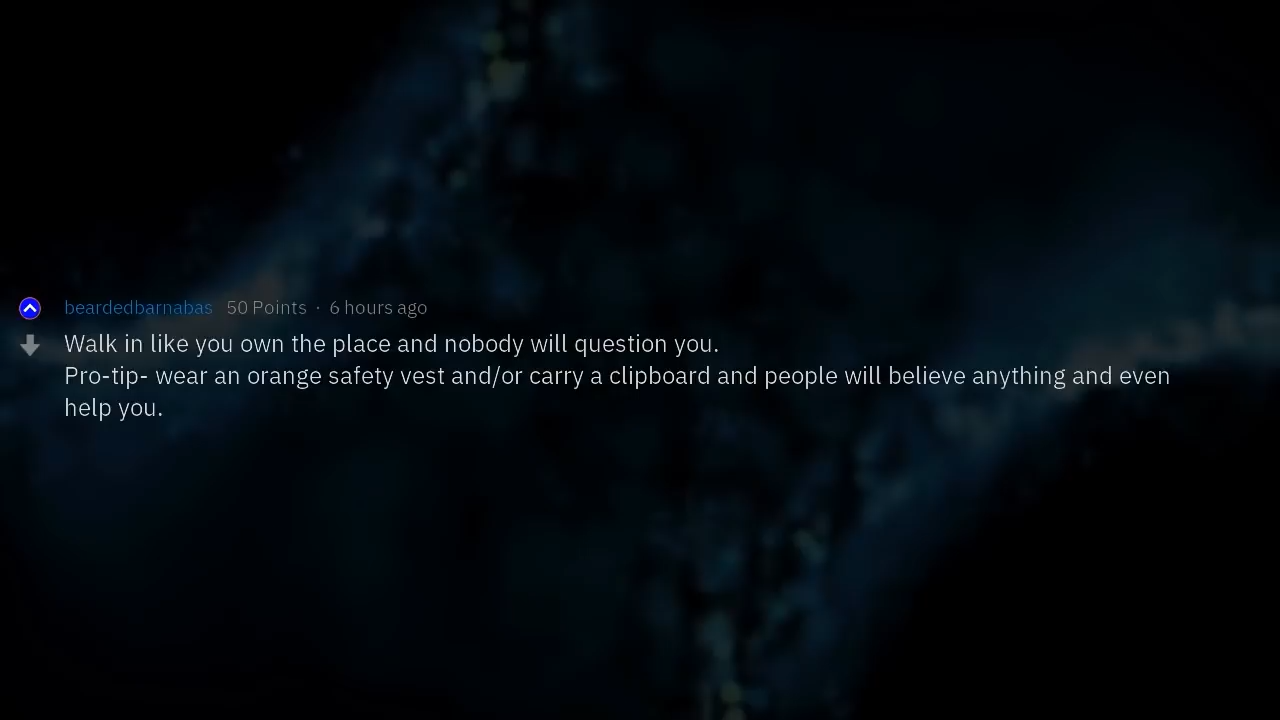 beardedbarnabas 50 Points · 6 hours ago
Walk in like you own the place and nobody will question you.
Pro-tip- wear an orange safety vest and/or carry a clipboard and people will believe anything and even
help you.